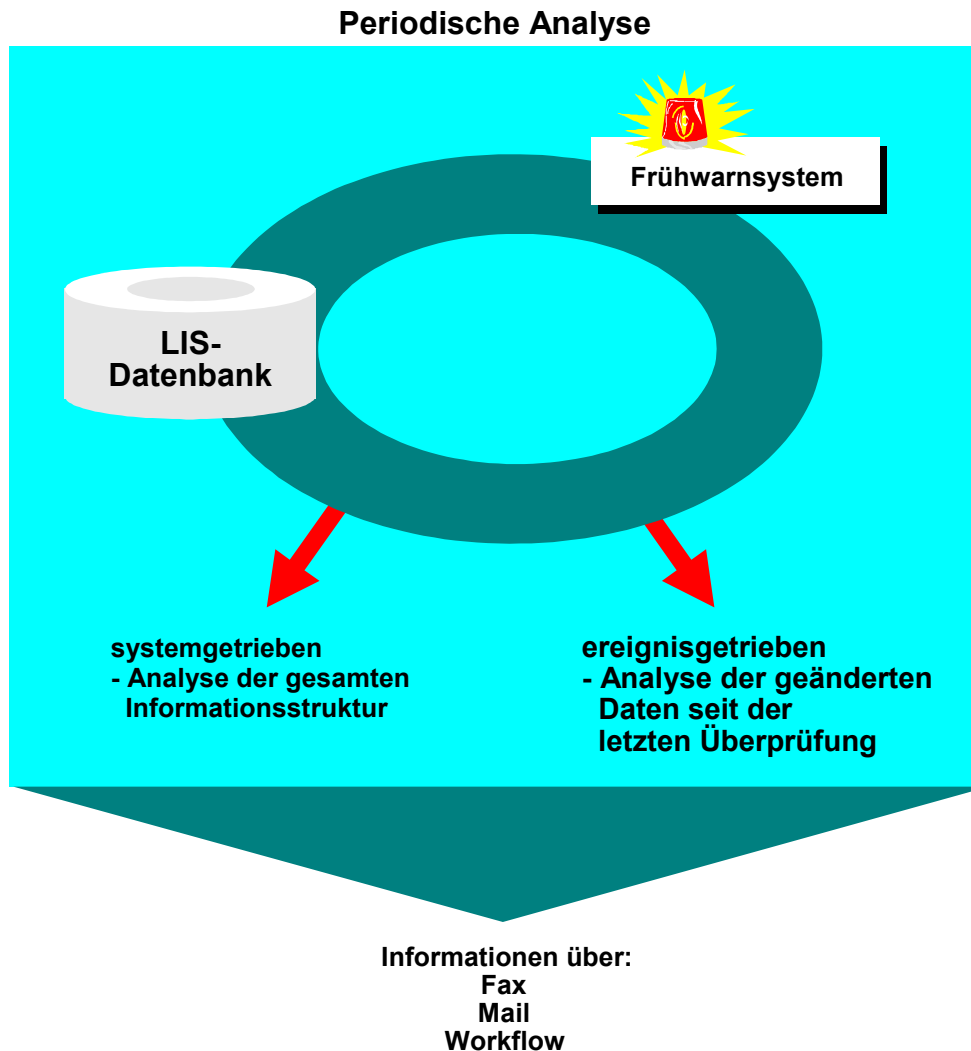 Periodische Analyse
Frühwarnsystem
LIS-
Datenbank
systemgetrieben
- Analyse der gesamten
Informationsstruktur
ereignisgetrieben
- Analyse der geänderten
Daten seit der
letzten Überprüfung
Informationen über:
Fax
Mail
Workflow